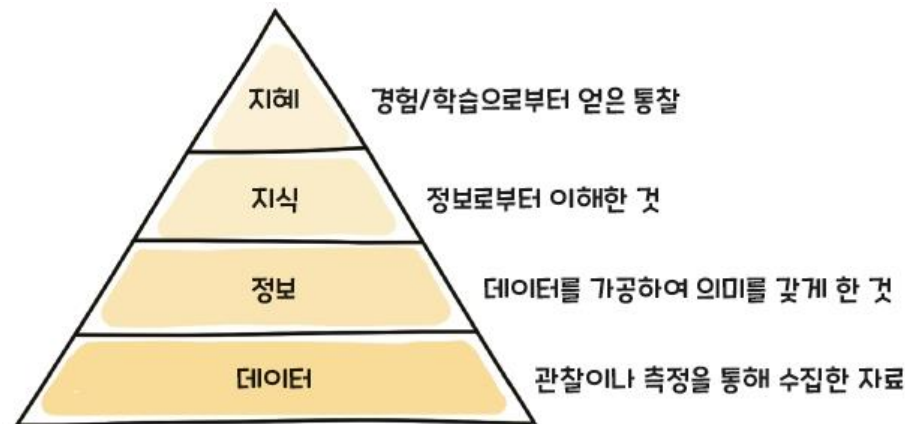 지혜 경험/학습으로부터 얻은 통찰
지식 정보로부터 이해한 것
정보 데이터를 가공하여 의미를 갖게 한 것
데이터 관찰이나 측정을 통해 수집한 자료